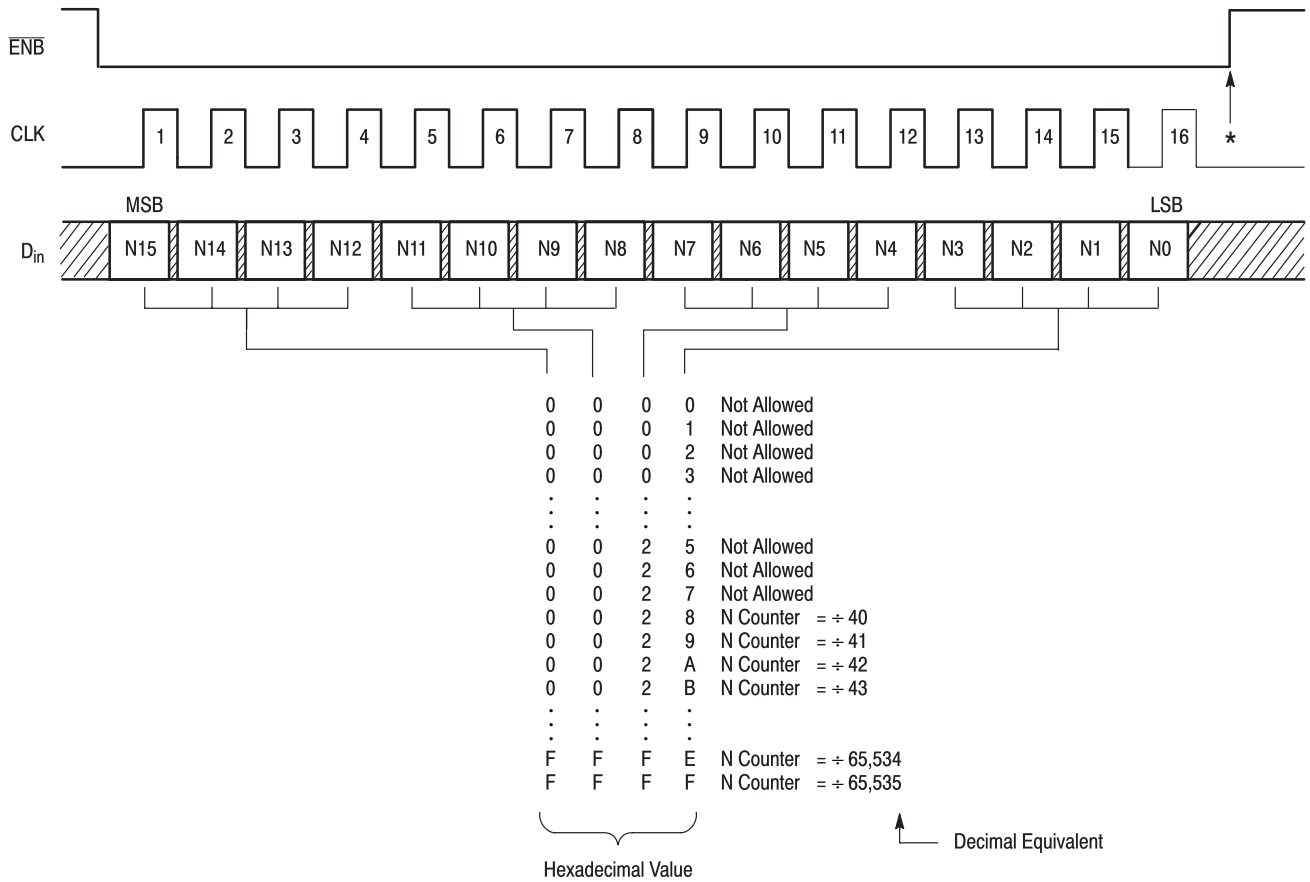 ENB
CLK 1 2 3 4 5 6 7 8 9 10 11 12 13 14 15 16 *
MSB LSB
Din N15 N14 N13 N12 N11 N10 N9 N8 N7 N6 N5 N4 N3 N2 N1 N0
0 0 0 0 Not Allowed
0 0 0 1 Not Allowed
0 0 0 2 Not Allowed
0 0 0 3 Not Allowed
. . . .
. . . .
. . . .
0 0 2 5 Not Allowed
0 0 2 6 Not Allowed
0 0 2 7 Not Allowed
0 0 2 8 N Counter = ÷ 40
0 0 2 9 N Counter = ÷ 41
0 0 2 A N Counter = ÷ 42
0 0 2 B N Counter = ÷ 43
. . . .
. . . .
. . . .
F F F E N Counter = ÷ 65,534
F F F F N Counter = ÷ 65,535
Decimal Equivalent
Hexadecimal Value